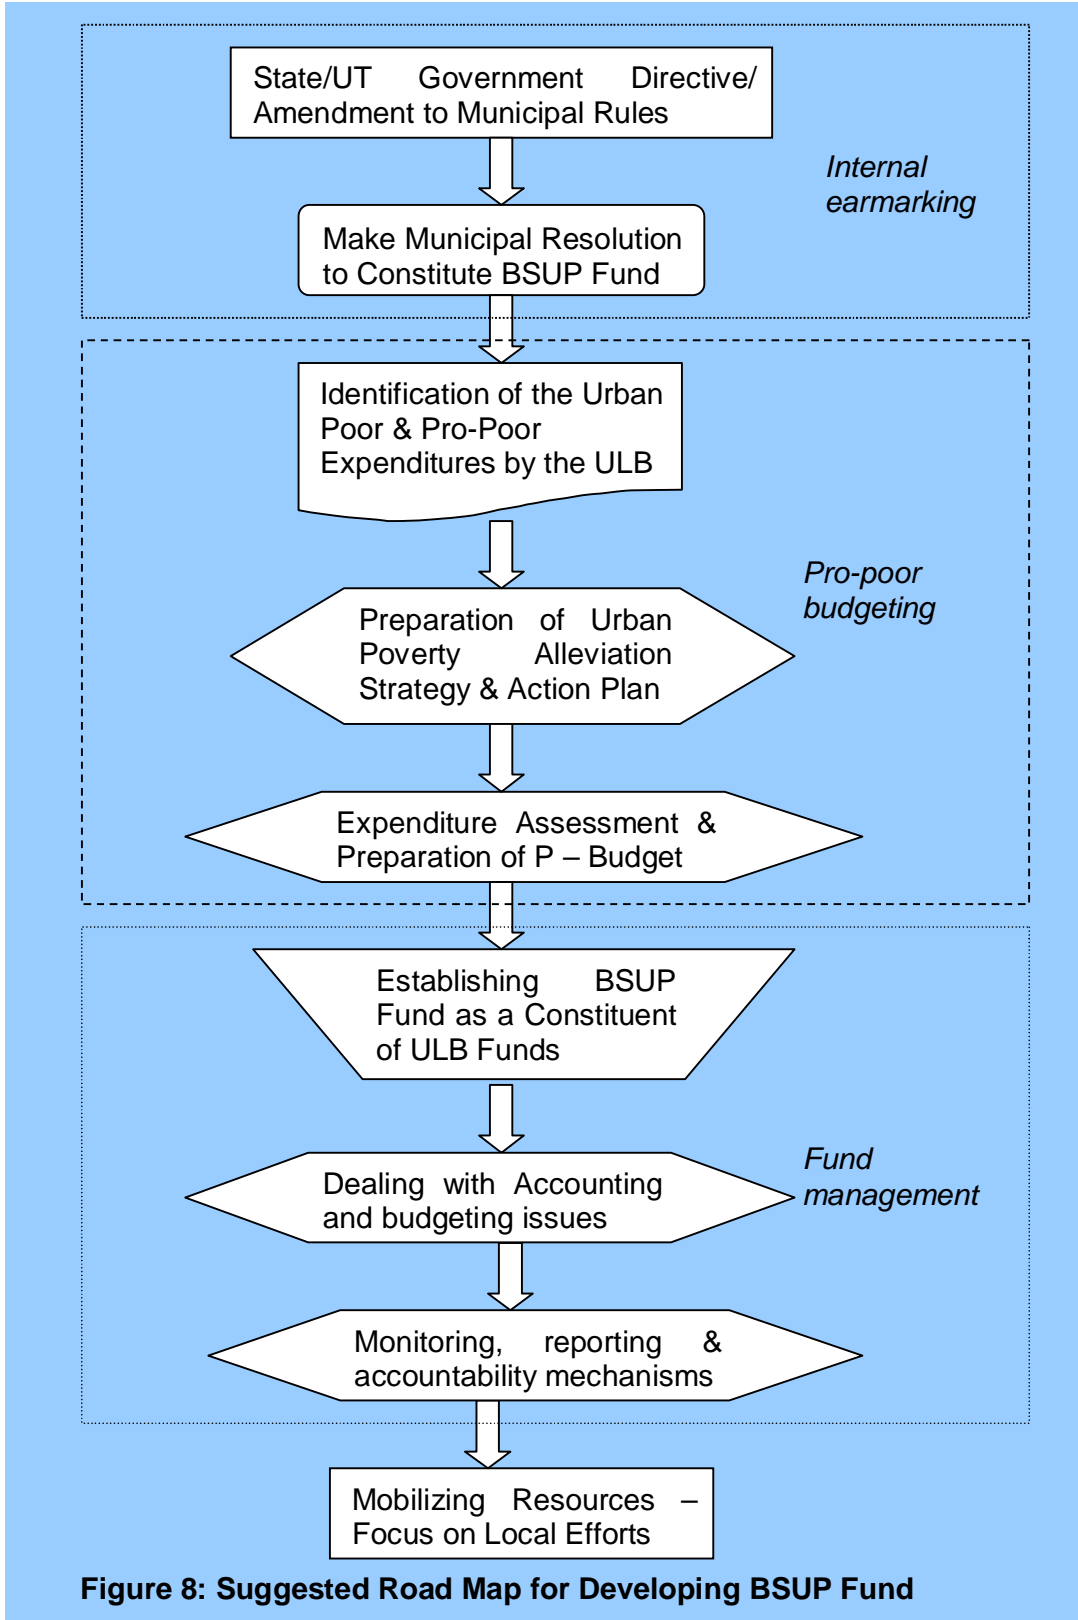 State/UT Government Directive/
Amendment to Municipal Rules
Internal
earmarking
Make Municipal Resolution
to Constitute BSUP Fund
Identification of the Urban
Poor & Pro-Poor
Expenditures by the ULB
Pro-poor
budgeting
Preparation of Urban
Poverty Alleviation
Strategy & Action Plan
Expenditure Assessment &
Preparation of P – Budget
Establishing BSUP
Fund as a Constituent
of ULB Funds
Fund
management
Dealing with Accounting
and budgeting issues
Monitoring, reporting &
accountability mechanisms
Mobilizing Resources –
Focus on Local Efforts
Figure 8: Suggested Road Map for Developing BSUP Fund